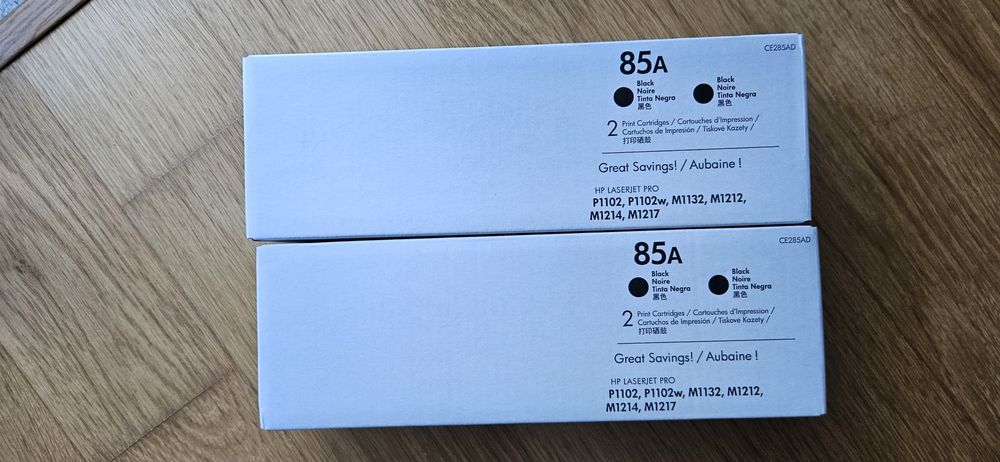 CE285AD
85A
Black
Noire
Tinta Negra
黑色
Black
Noire
Tinta Negra
黑色
2 Print Cartridges / Cartouches d'Impression /
Cartuchos de Impresión / Tiskové Kazety /
打印硒鼓
Great Savings! / Aubaine !
HP LASERJET PRO
P1102, P1102w, M1132, M1212,
M1214, M1217
CE285AD
85A
Black
Noire
Tinta Negra
黑色
Black
Noire
Tinta Negra
黑色
2 Print Cartridges / Cartouches d'Impression /
Cartuchos de Impresión / Tiskové Kazety /
打印硒鼓
Great Savings! / Aubaine !
HP LASERJET PRO
P1102, P1102w, M1132, M1212,
M1214, M1217